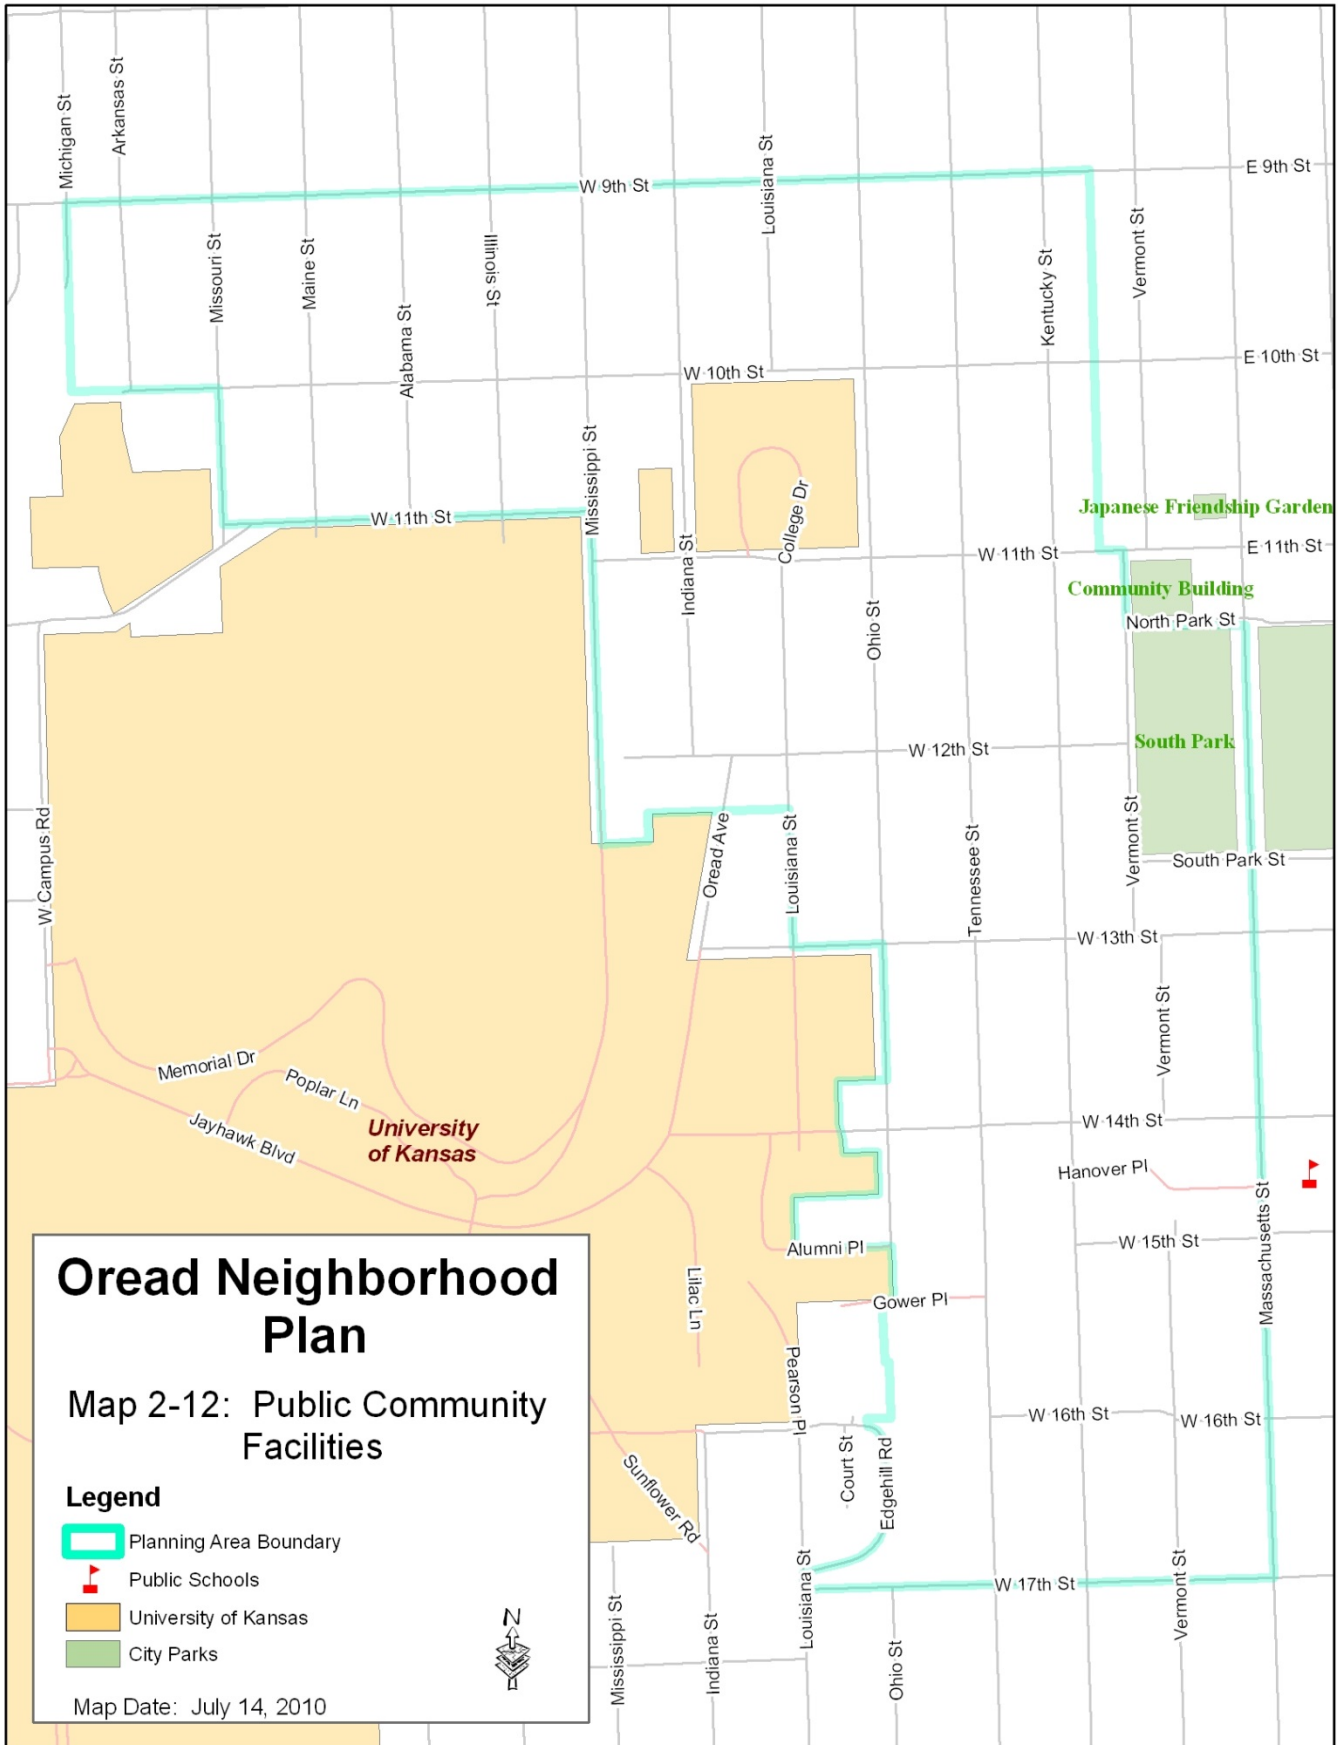 Michigan St
Arkansas St
Louisiana St
E 9th St
W 9th St
Missouri St
Maine St
Illinois St
Alabama St
Kentucky St
Vermont St
E 10th St
W 10th St
Mississippi St
College Dr
Japanese Friendship Garden
W 11th St
Indiana St
W 11th St
E 11th St
Community Building
North Park St
Ohio St
W 12th St
South Park
W Campus Rd
Oread Ave
Louisiana St
Tennessee St
Vermont St
South Park St
W 13th St
Vermont St
Memorial Dr
Poplar Ln
Jayhawk Blvd
University
of Kansas
W 14th St
Hanover Pl
Massachusetts St
Alumni Pl
W 15th St
Lilac Ln
Gower Pl
Pearson Pl
W 16th St
W 16th St
Court St
Edgehill Rd
Sunflower Rd
Louisiana St
W 17th St
Vermont St
Mississippi St
Indiana St
Ohio St
Oread Neighborhood
Plan
Map 2-12: Public Community
Facilities
Legend
Planning Area Boundary
Public Schools
University of Kansas
City Parks
N
Map Date: July 14, 2010